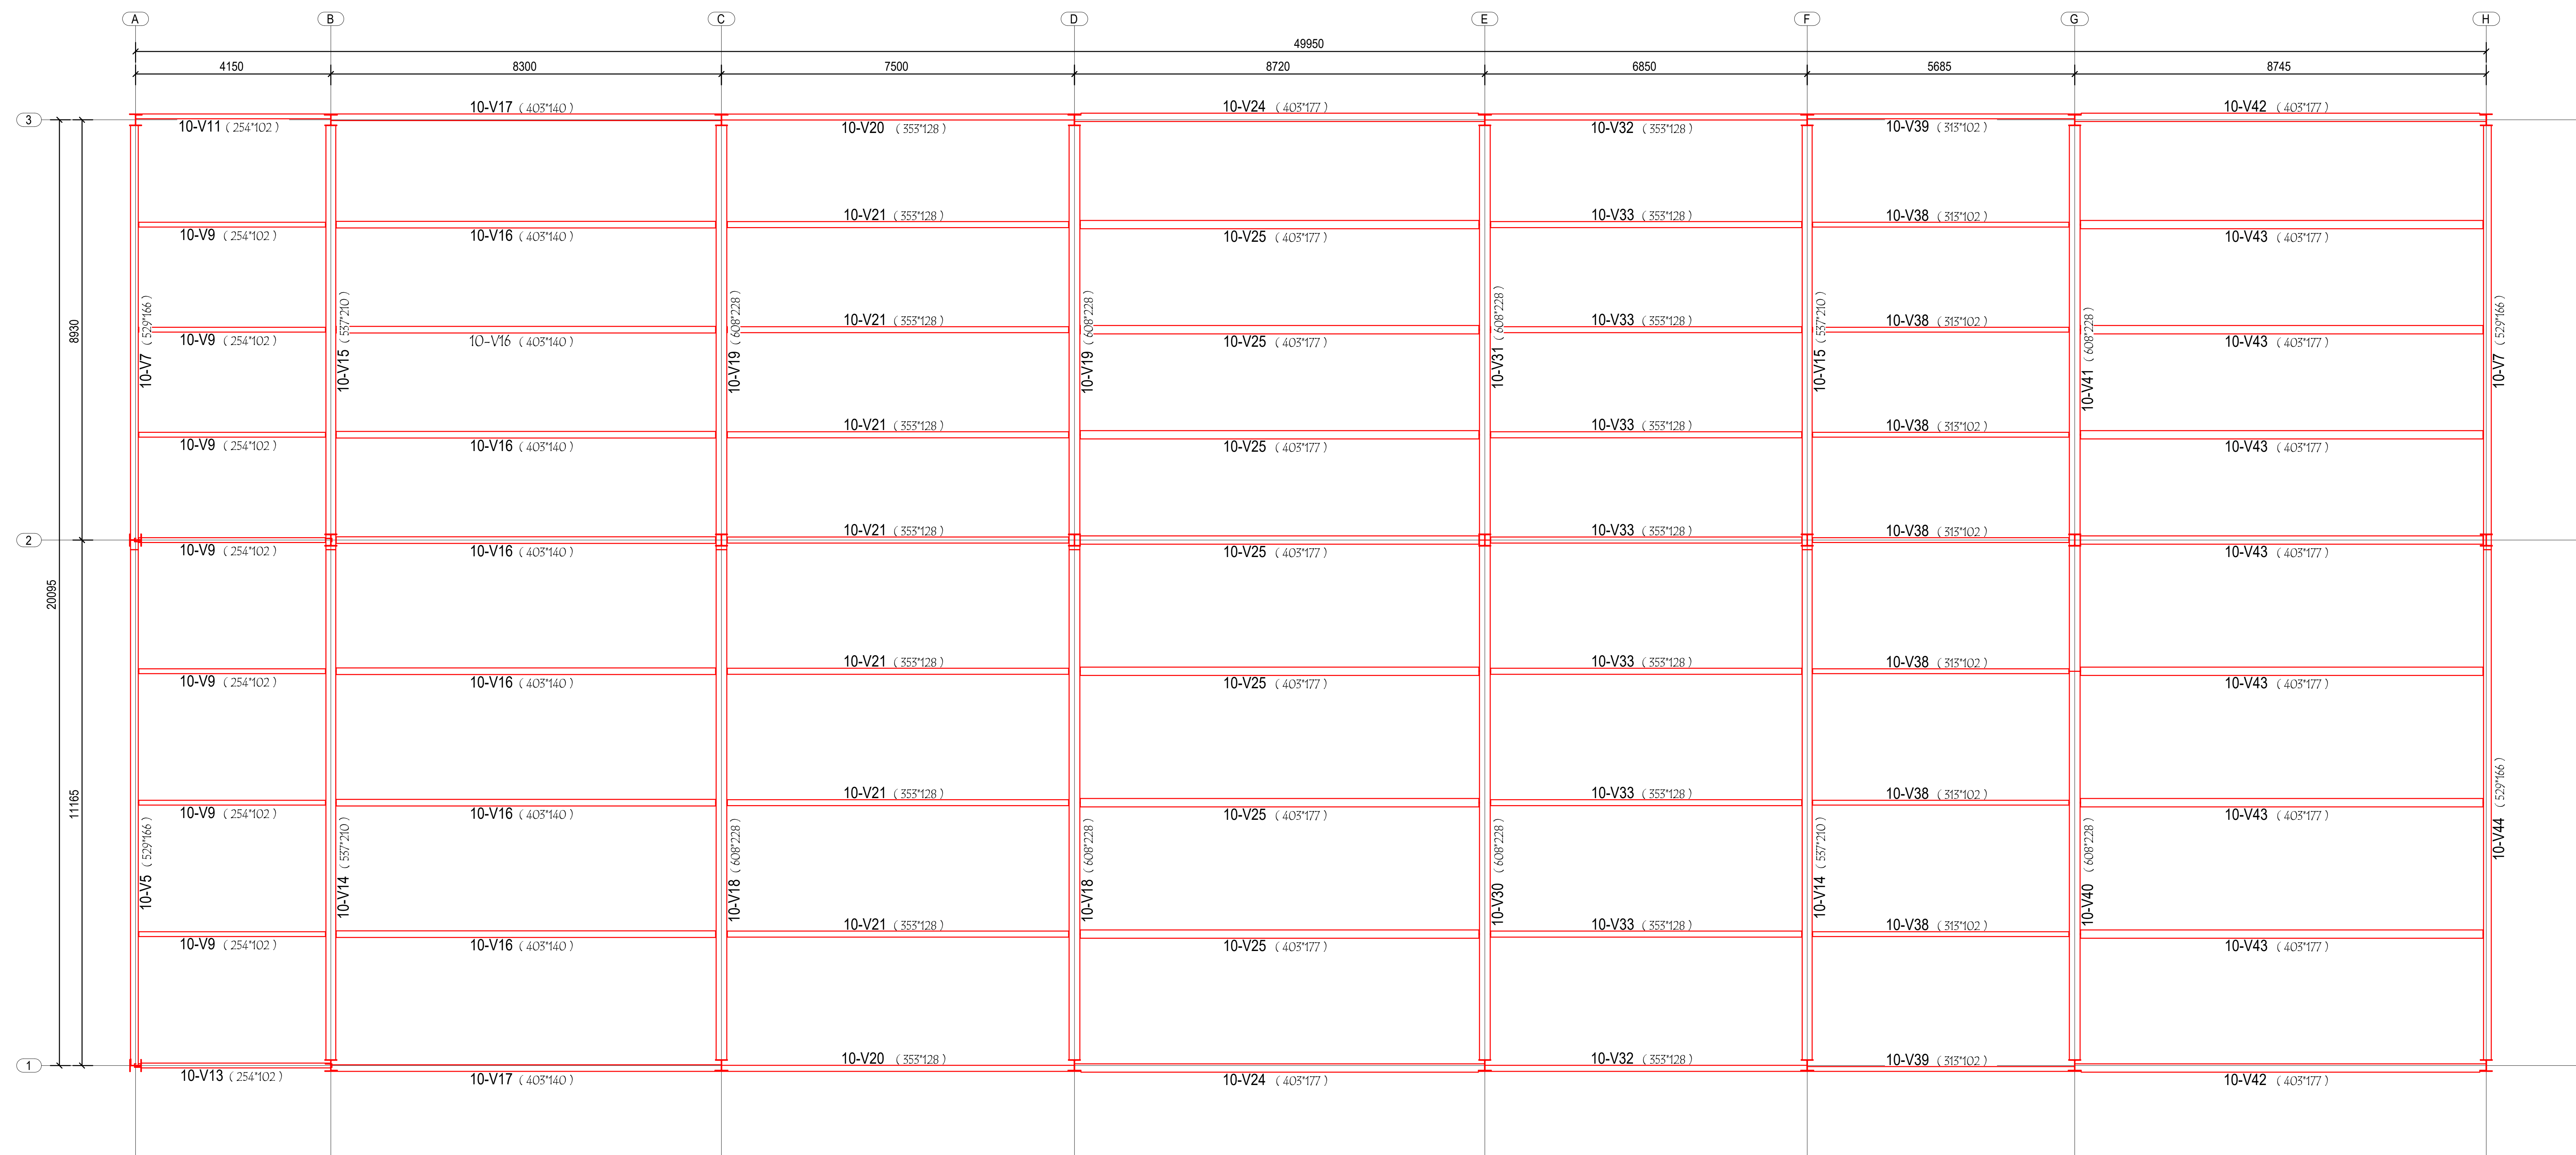 A B C D E F G H
49950
4150 8300 7500 8720 6850 5685 8745
10-V17 (403*140) 10-V24 (403*177) 10-V42 (403*177)
3 10-V11 (254*102) 10-V20 (353*128) 10-V32 (353*128) 10-V39 (313*102)
10-V21 (353*128) 10-V33 (353*128) 10-V38 (313*102)
10-V9 (254*102) 10-V16 (403*140) 10-V25 (403*177) 10-V43 (403*177)
10-V21 (353*128) 10-V33 (353*128) 10-V38 (313*102)
10-V9 (254*102) 10-V16 (403*140) 10-V25 (403*177) 10-V43 (403*177)
8930
10-V7 (529*166)
10-V15 (537*210)
10-V19 (608*228)
10-V19 (608*228)
10-V31 (608*228)
10-V15 (537*210)
10-V41 (608*228)
10-V7 (529*166)
10-V21 (353*128) 10-V33 (353*128) 10-V38 (313*102)
10-V9 (254*102) 10-V16 (403*140) 10-V25 (403*177) 10-V43 (403*177)
10-V21 (353*128) 10-V33 (353*128) 10-V38 (313*102)
2
10-V9 (254*102) 10-V16 (403*140) 10-V25 (403*177) 10-V43 (403*177)
20095
10-V21 (353*128) 10-V33 (353*128) 10-V38 (313*102)
10-V9 (254*102) 10-V16 (403*140) 10-V25 (403*177) 10-V43 (403*177)
11165
10-V21 (353*128) 10-V33 (353*128) 10-V38 (313*102)
10-V9 (254*102) 10-V16 (403*140) 10-V25 (403*177) 10-V43 (403*177)
10-V5 (529*166)
10-V14 (537*210)
10-V18 (608*228)
10-V18 (608*228)
10-V30 (608*228)
10-V14 (537*210)
10-V40 (608*228)
10-V44 (529*166)
10-V21 (353*128) 10-V33 (353*128) 10-V38 (313*102)
10-V9 (254*102) 10-V16 (403*140) 10-V25 (403*177) 10-V43 (403*177)
10-V20 (353*128) 10-V32 (353*128) 10-V39 (313*102)
1
10-V13 (254*102) 10-V17 (403*140) 10-V24 (403*177) 10-V42 (403*177)